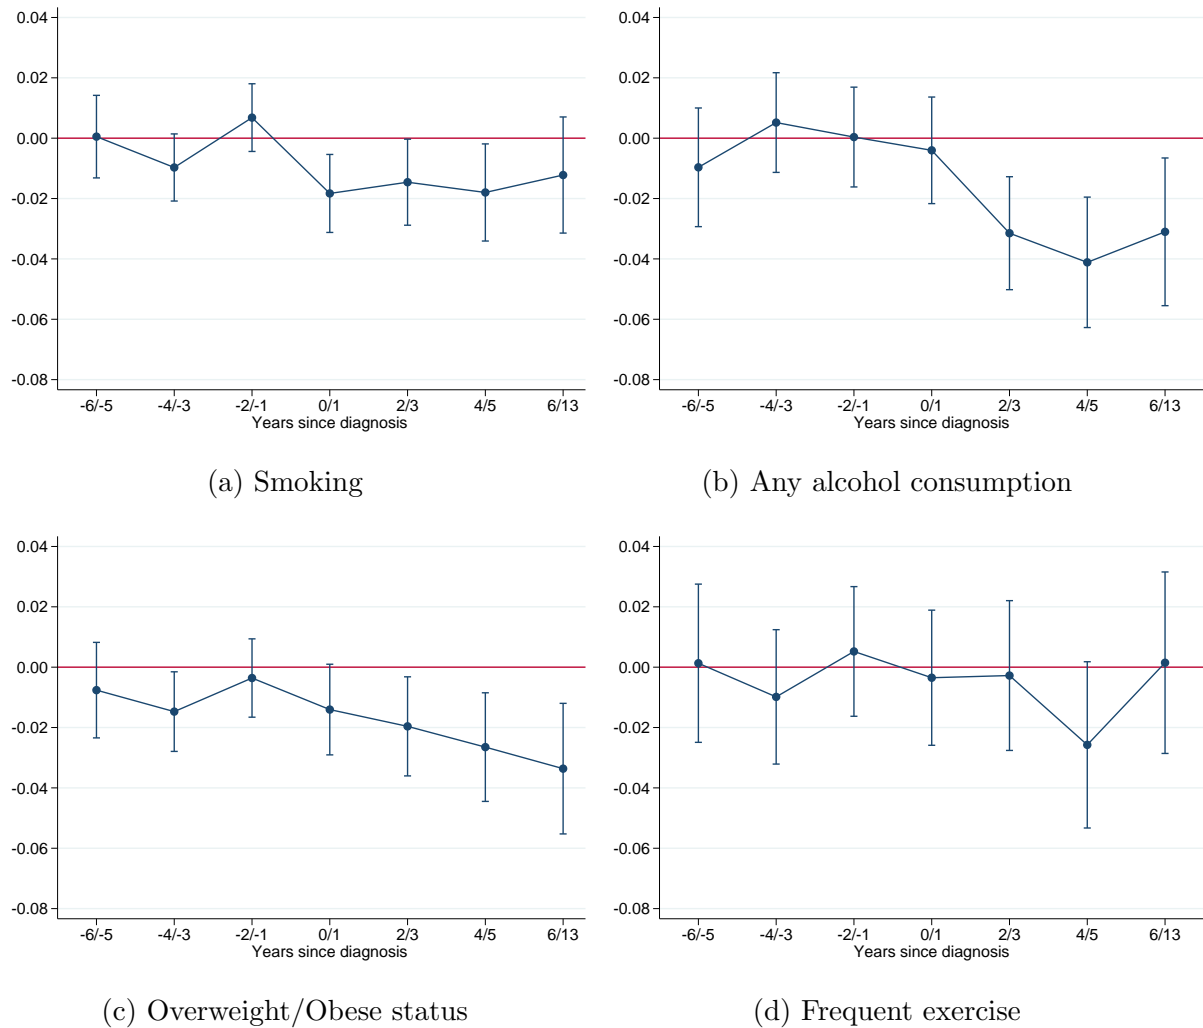 0.04
0.02
0.00
-0.02
-0.04
-0.06
-0.08
-6/-5 -4/-3 -2/-1 0/1 2/3 4/5 6/13
Years since diagnosis
(a) Smoking
0.04
0.02
0.00
-0.02
-0.04
-0.06
-0.08
-6/-5 -4/-3 -2/-1 0/1 2/3 4/5 6/13
Years since diagnosis
(b) Any alcohol consumption
0.04
0.02
0.00
-0.02
-0.04
-0.06
-0.08
-6/-5 -4/-3 -2/-1 0/1 2/3 4/5 6/13
Years since diagnosis
(c) Overweight/Obese status
0.04
0.02
0.00
-0.02
-0.04
-0.06
-0.08
-6/-5 -4/-3 -2/-1 0/1 2/3 4/5 6/13
Years since diagnosis
(d) Frequent exercise